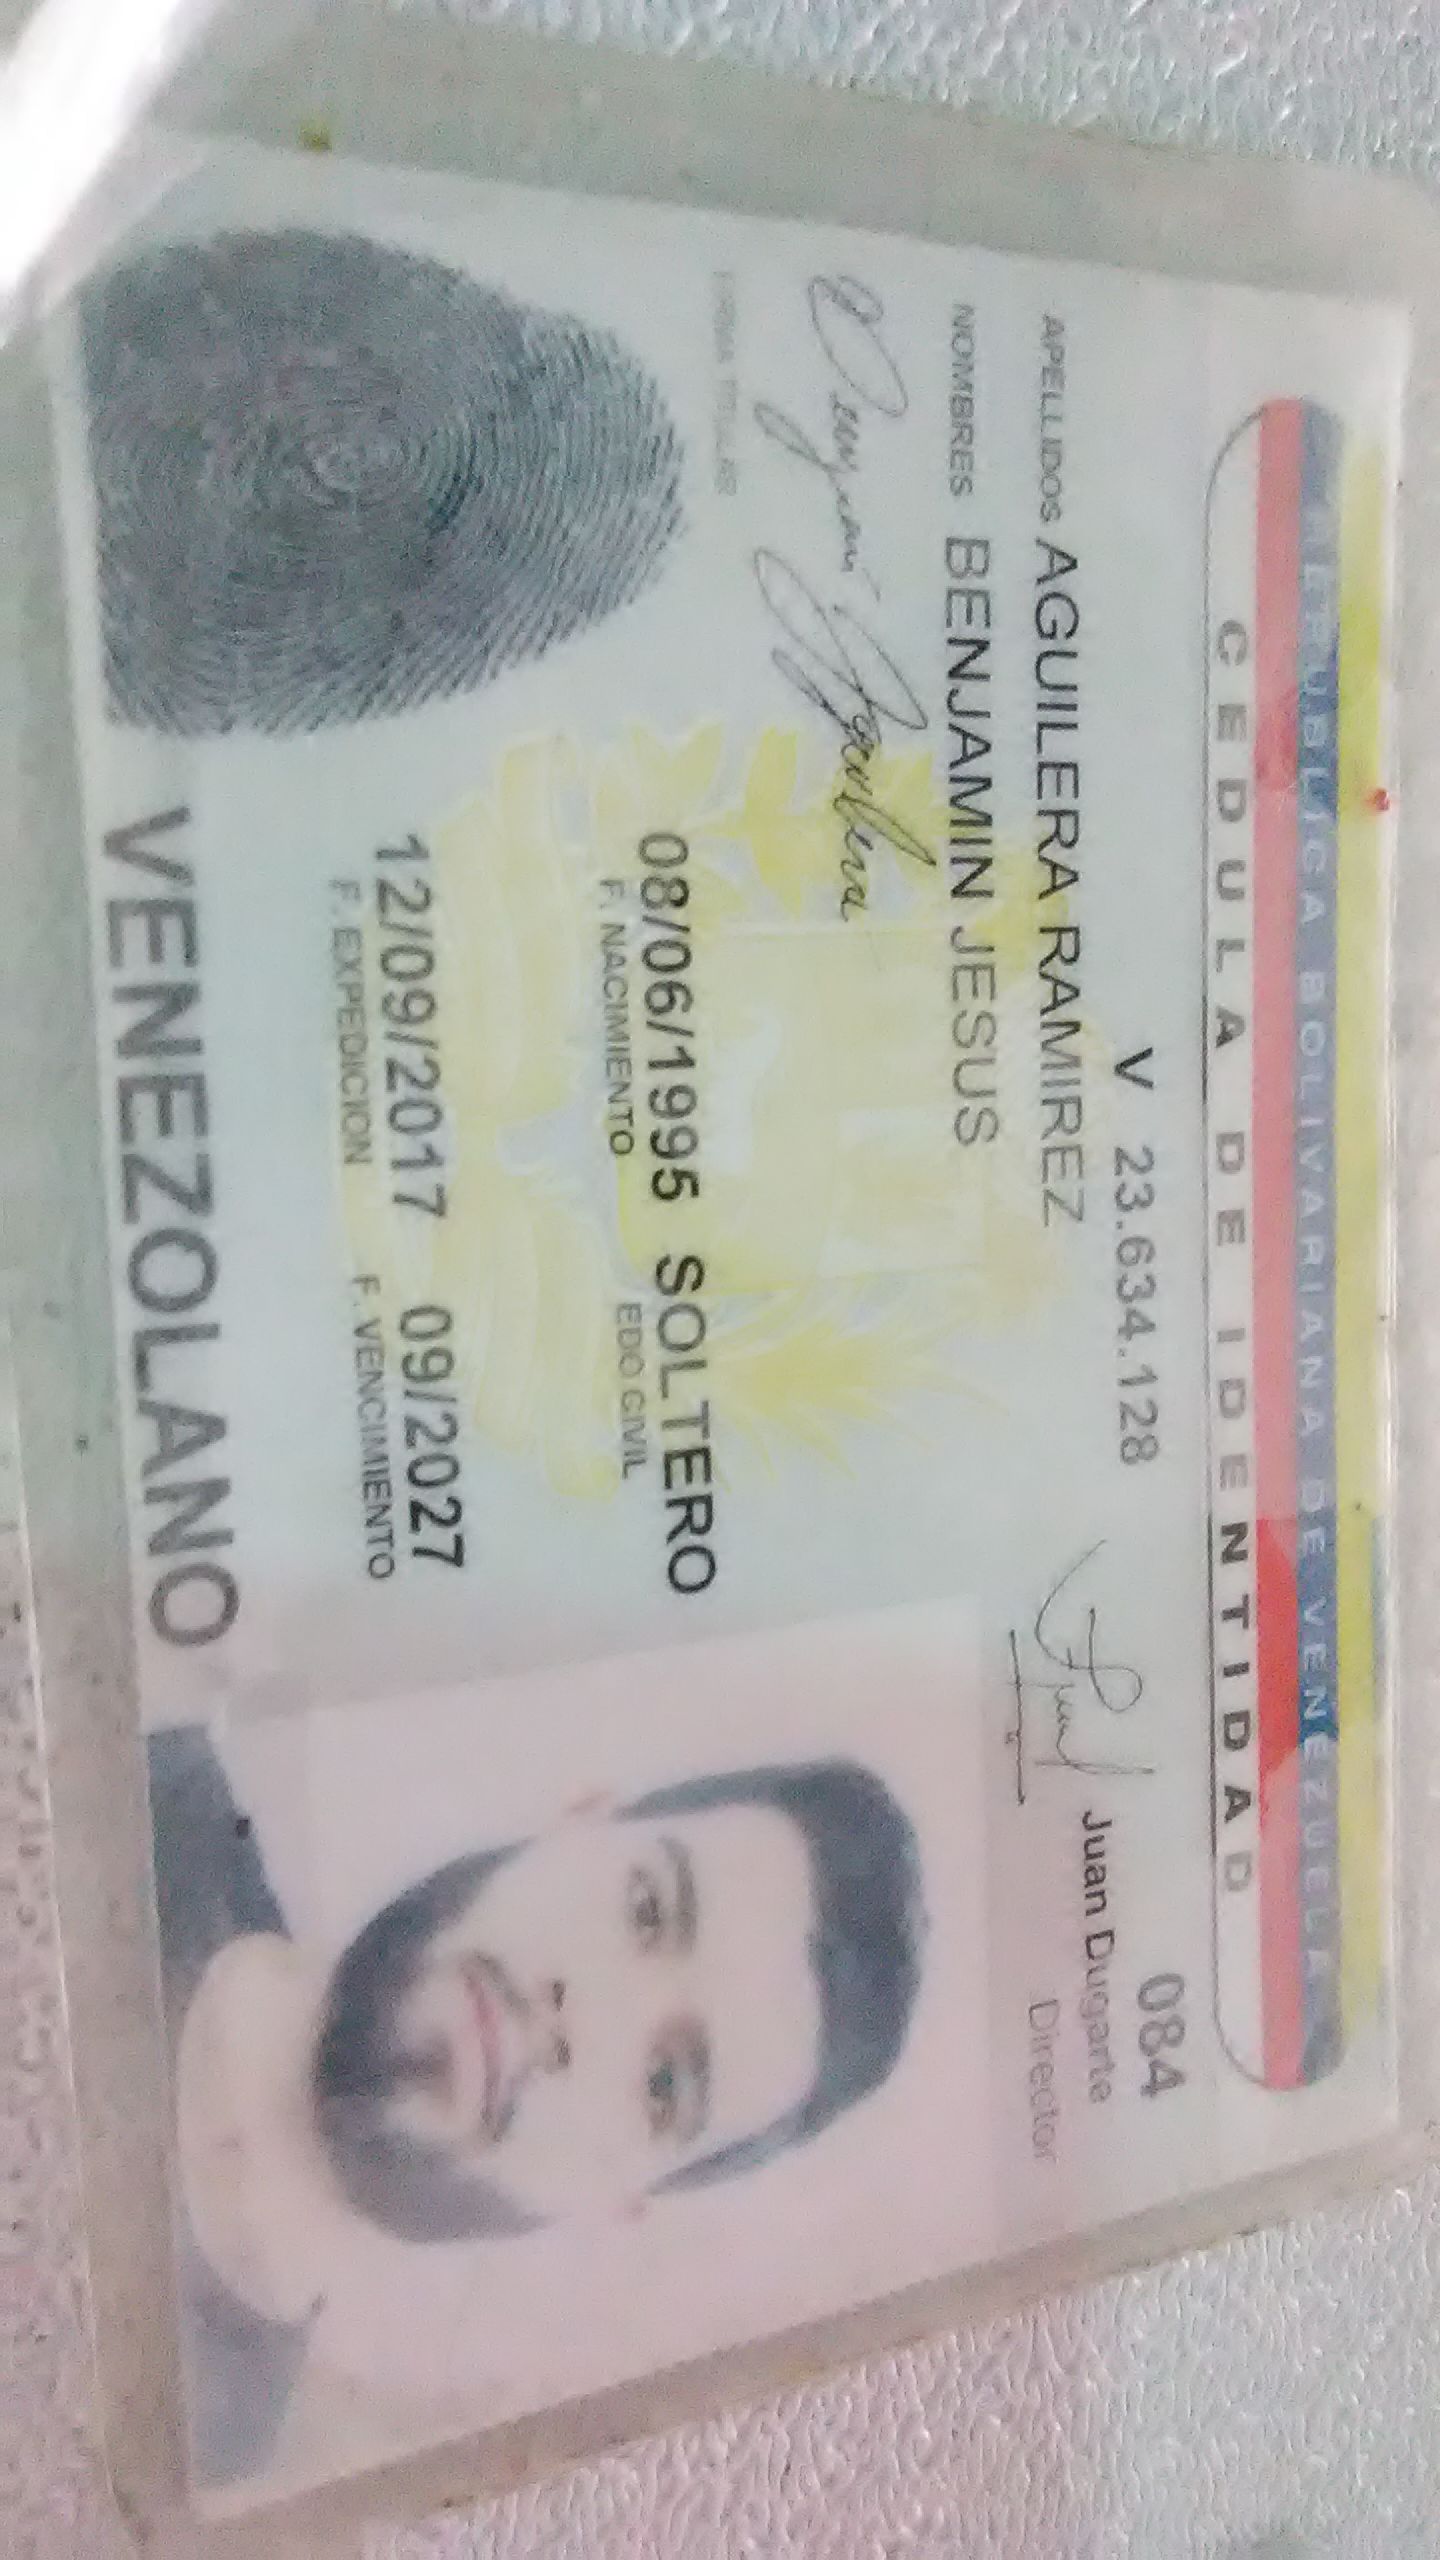 REPUBLICA BOLIVARIANA DE VENEZUELA
CEDULA DE IDENTIDAD
V 23.634.128
084
APELLIDOS AGUILERA RAMIREZ
Juan Dugarte
Director
NOMBRES BENJAMIN JESUS
FIRMA TITULAR
08/06/1995 SOLTERO
F. NACIMIENTO EDO CIVIL
12/09/2017 09/2027
F. EXPEDICION F. VENCIMIENTO
VENEZOLANO